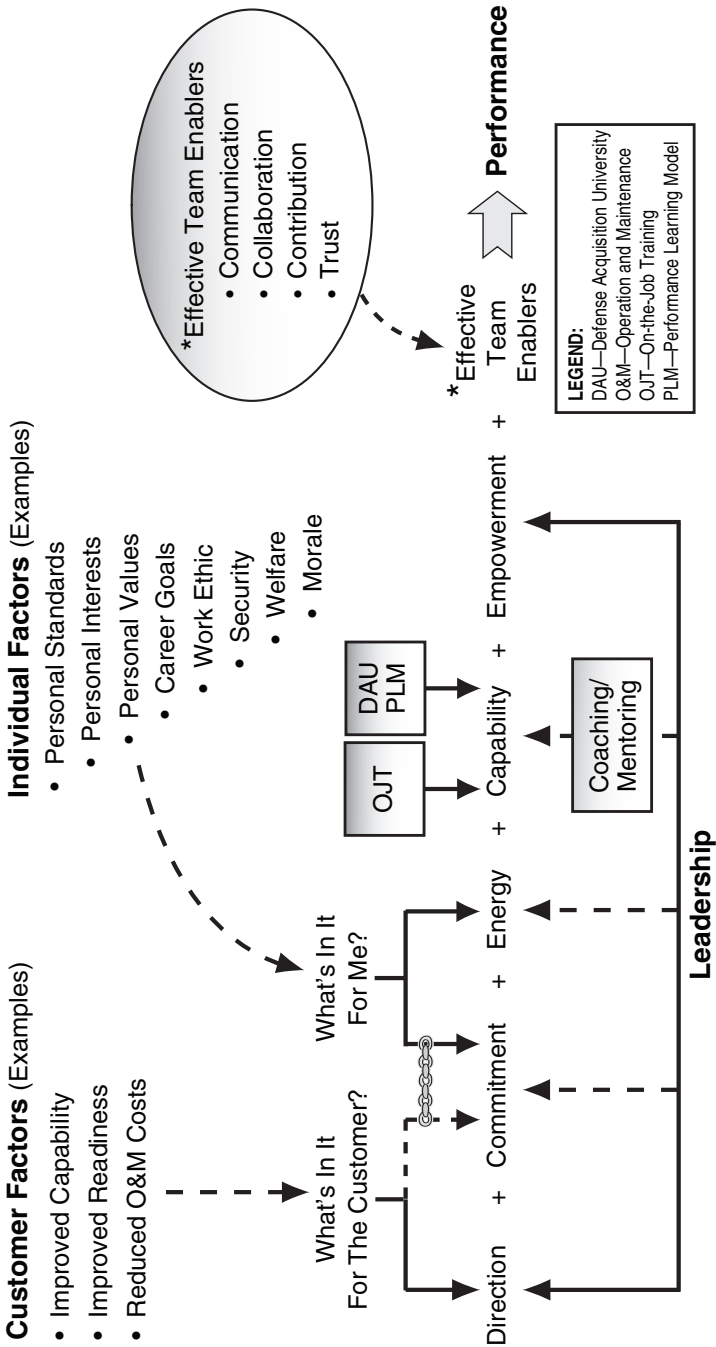 Customer Factors (Examples)
• Improved Capability
• Improved Readiness
• Reduced O&M Costs
Individual Factors (Examples)
• Personal Standards
• Personal Interests
• Personal Values
• Career Goals
• Work Ethic
• Security
• Welfare
• Morale
*Effective Team Enablers
• Communication
• Collaboration
• Contribution
• Trust
What's In It
For The Customer?
What's In It
For Me?
OJT
DAU
PLM
Direction + Commitment + Energy + Capability + Empowerment +
*Effective
Team
Enablers
Performance
Coaching/
Mentoring
Leadership
LEGEND:
DAU—Defense Acquisition University
O&M—Operation and Maintenance
OJT—On-the-Job Training
PLM—Performance Learning Model